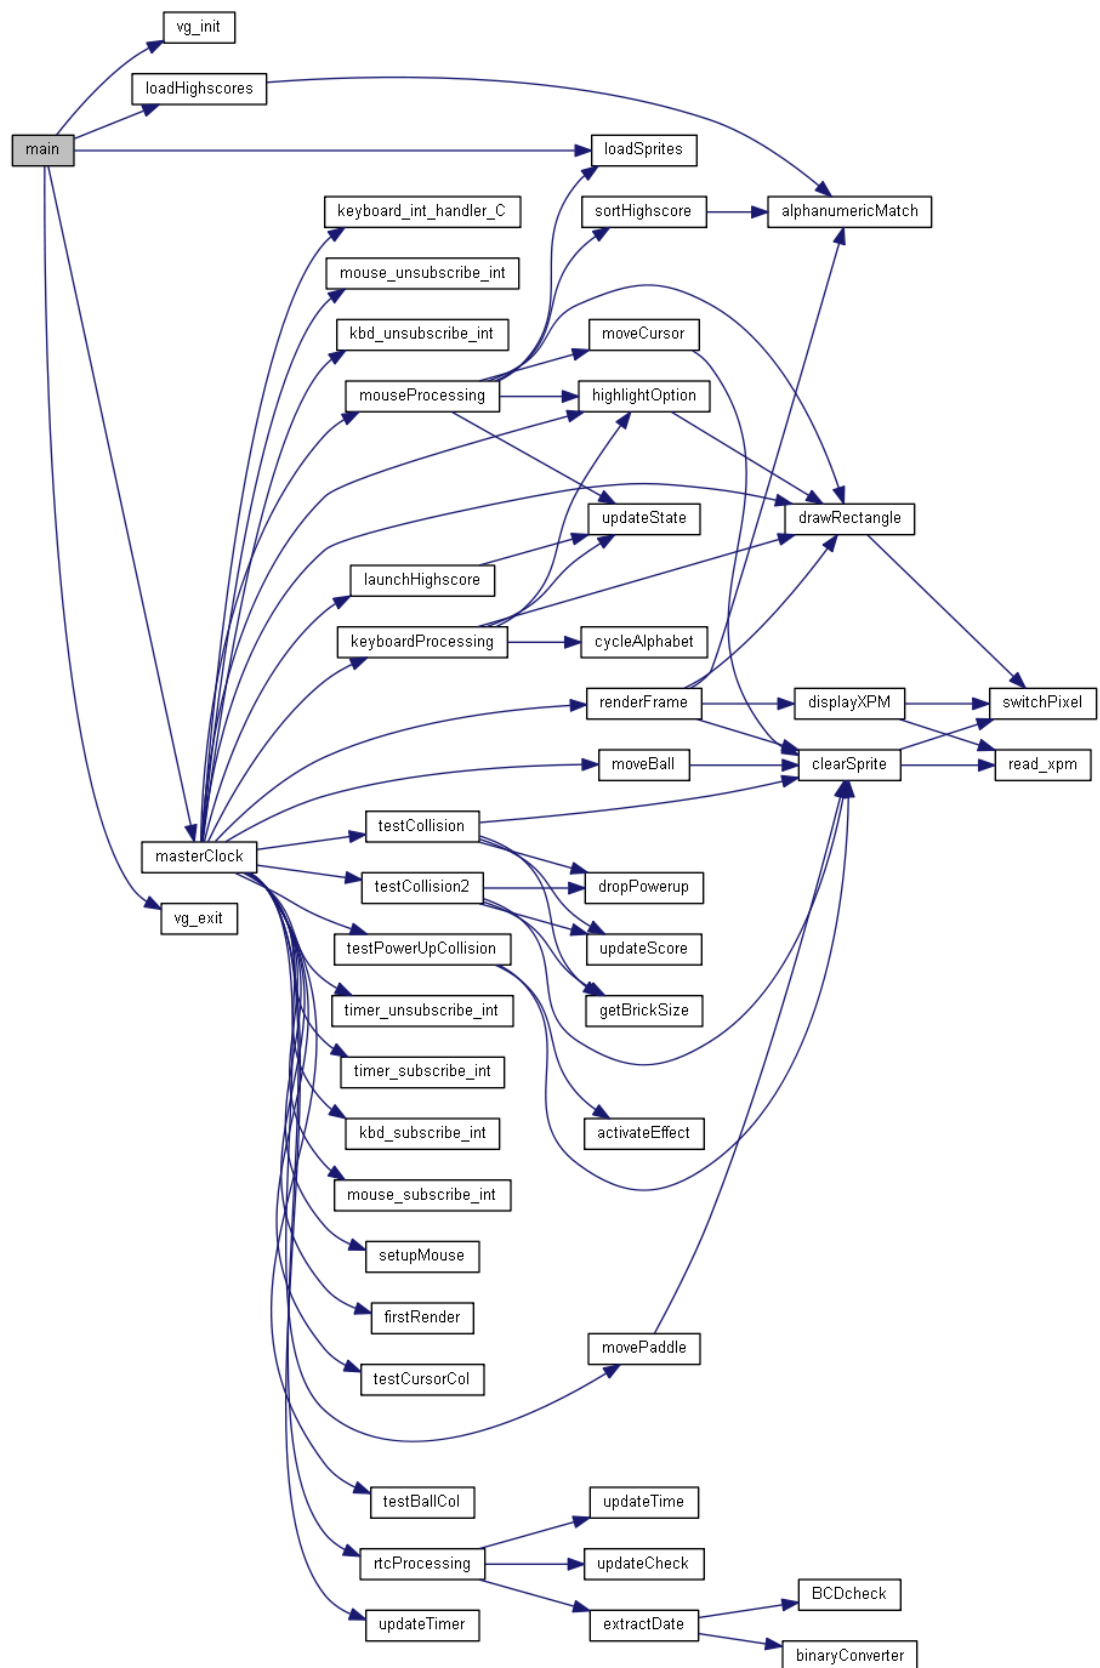 vg_init
loadHighscores
main
loadSprites
keyboard_int_handler_C
sortHighscore
alphanumericMatch
mouse_unsubscribe_int
kbd_unsubscribe_int
moveCursor
mouseProcessing
highlightOption
updateState
drawRectangle
launchHighscore
keyboardProcessing
cycleAlphabet
renderFrame
displayXPM
switchPixel
moveBall
clearSprite
read_xpm
testCollision
masterClock
testCollision2
dropPowerup
vg_exit
testPowerUpCollision
updateScore
timer_unsubscribe_int
getBrickSize
timer_subscribe_int
kbd_subscribe_int
activateEffect
mouse_subscribe_int
setupMouse
firstRender
movePaddle
testCursorCol
testBallCol
updateTime
rtcProcessing
updateCheck
BCDcheck
updateTimer
extractDate
binaryConverter